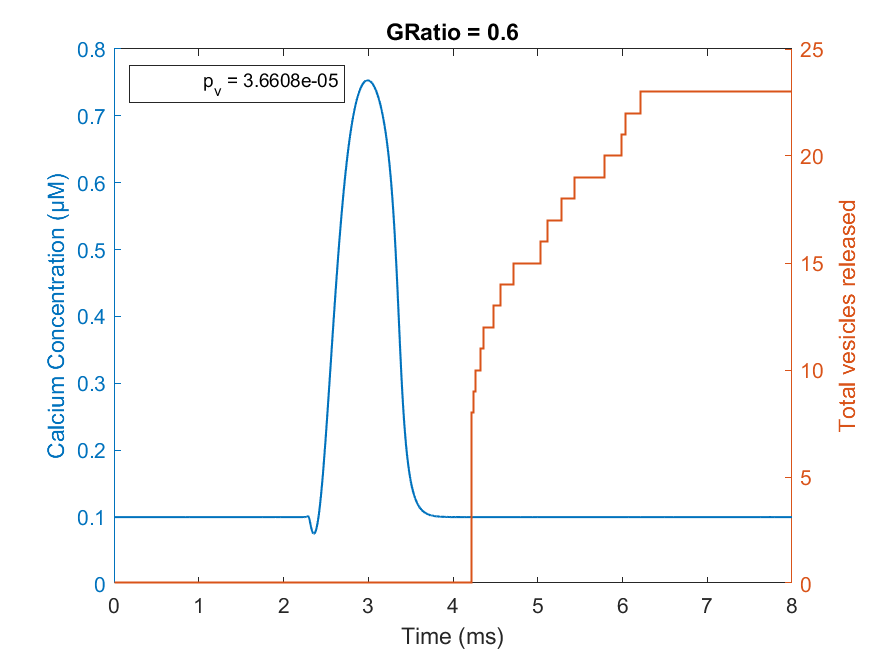 GRatio = 0.6
p_v = 3.6608e-05
Calcium Concentration (µM)
0.8
0.7
0.6
0.5
0.4
0.3
0.2
0.1
0
25
20
15
10
5
0
Total vesicles released
0 1 2 3 4 5 6 7 8
Time (ms)